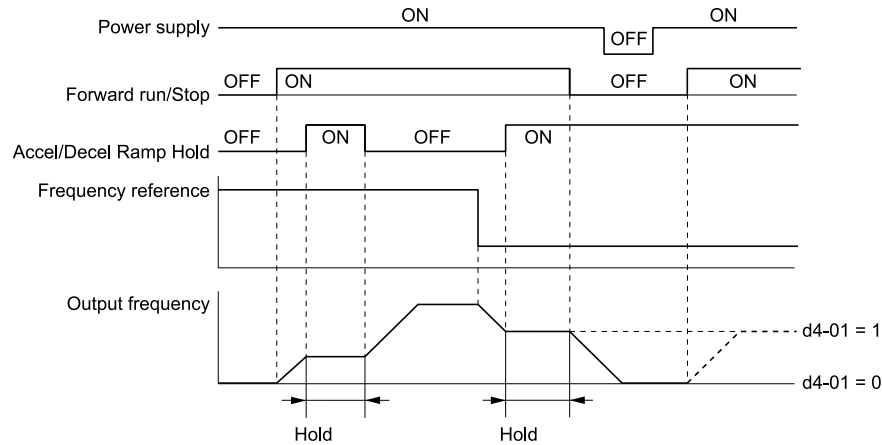 ON
ON
Power supply
OFF
OFF
ON
OFF
ON
Forward run/Stop
OFF
ON
OFF
ON
Accel/Decel Ramp Hold
Frequency reference
Output frequency
d4-01 = 1
d4-01 = 0
Hold
Hold